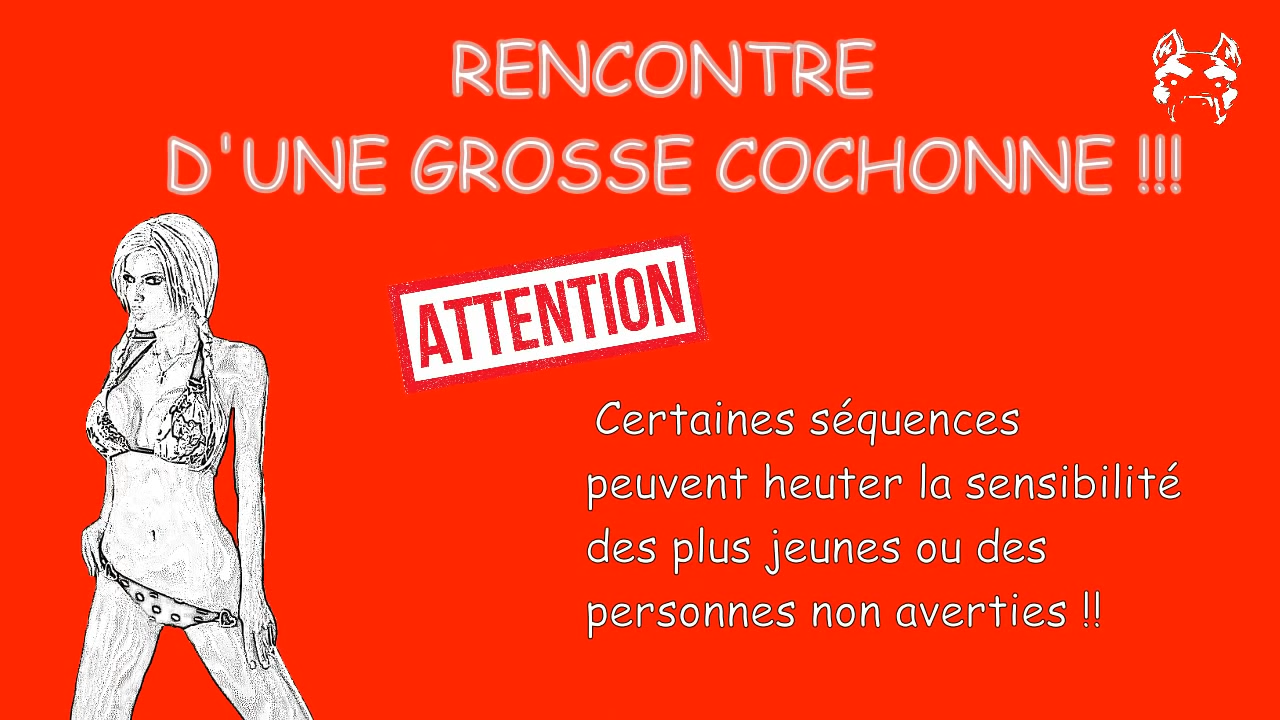 RENCONTRE
D'UNE GROSSE COCHONNE !!!
ATTENTION
Certaines séquences
peuvent heuter la sensibilité
des plus jeunes ou des
personnes non averties !!